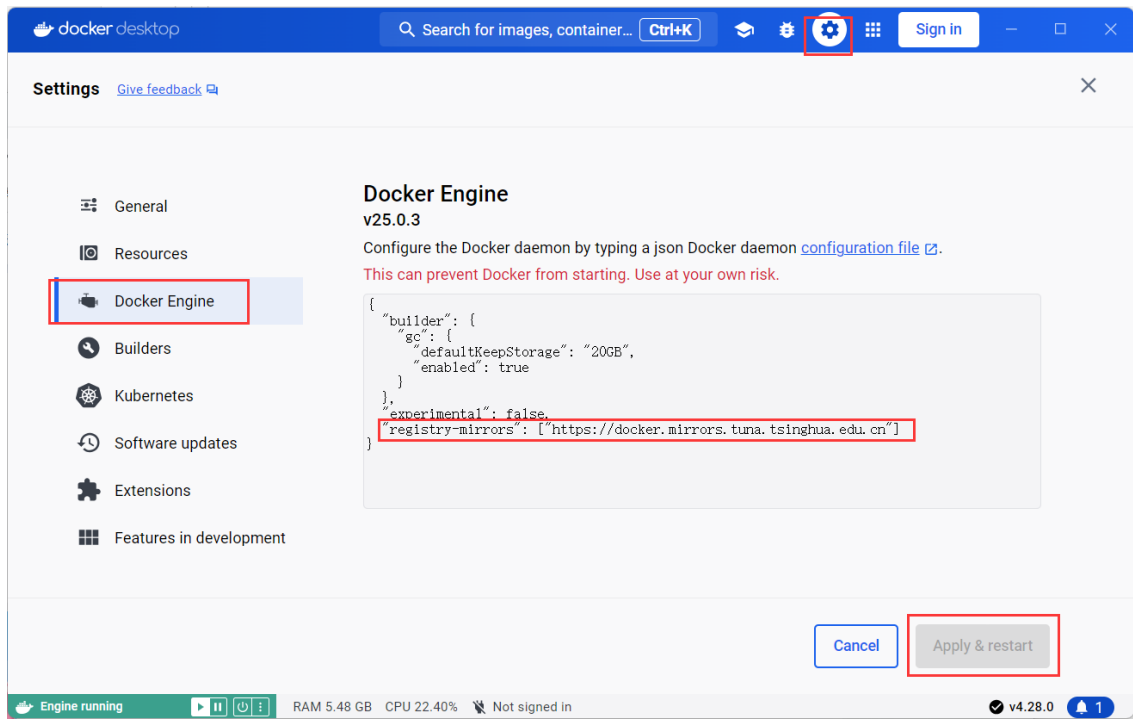 docker desktop
Search for images, container... Ctrl+K
Sign in
Settings
Give feedback
General
Resources
Docker Engine
Builders
Kubernetes
Software updates
Extensions
Features in development
Docker Engine
v25.0.3
Configure the Docker daemon by typing a json Docker daemon configuration file.
This can prevent Docker from starting. Use at your own risk.
{
"builder": {
"gc": {
"defaultKeepStorage": "20GB",
"enabled": true
}
},
"experimental": false,
"registry-mirrors": ["https://docker.mirrors.tuna.tsinghua.edu.cn"]
}
Cancel
Apply & restart
Engine running
RAM 5.48 GB CPU 22.40% Not signed in
v4.28.0
1